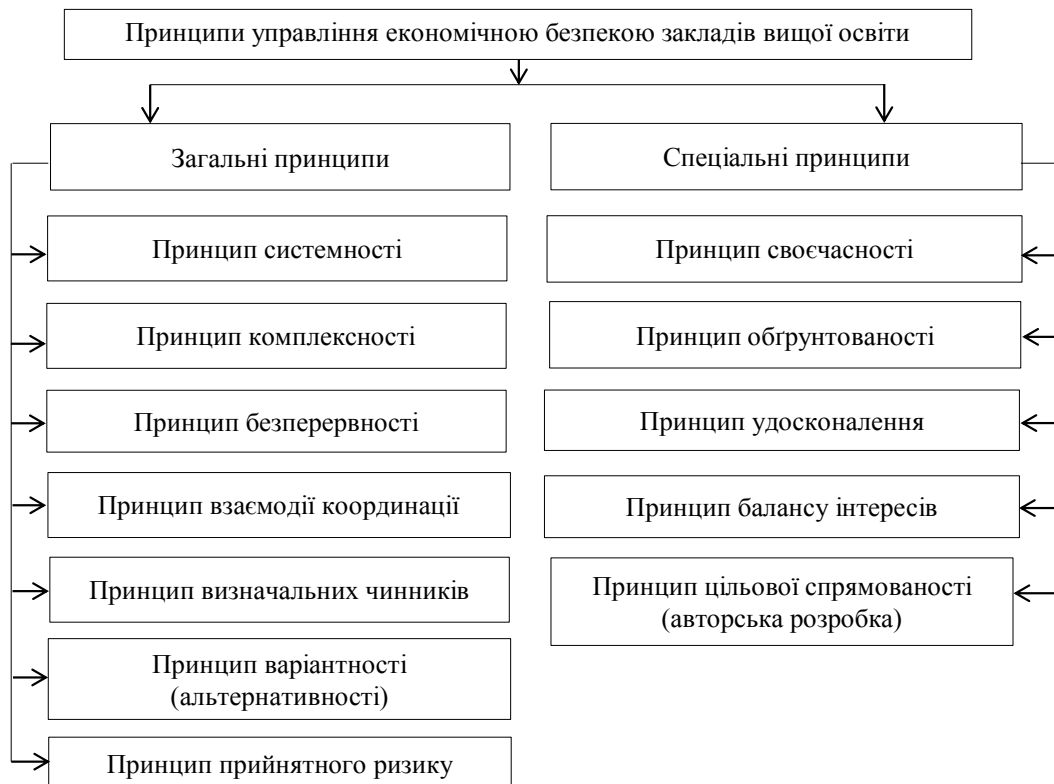 Принципи управління економічною безпекою закладів вищої освіти
Загальні принципи
Спеціальні принципи
Принцип системності
Принцип комплексності
Принцип безперервності
Принцип взаємодії координації
Принцип визначальних чинників
Принцип варіантності
(альтернативності)
Принцип прийнятного ризику
Принцип своєчасності
Принцип обґрунтованості
Принцип удосконалення
Принцип балансу інтересів
Принцип цільової спрямованості
(авторська розробка)